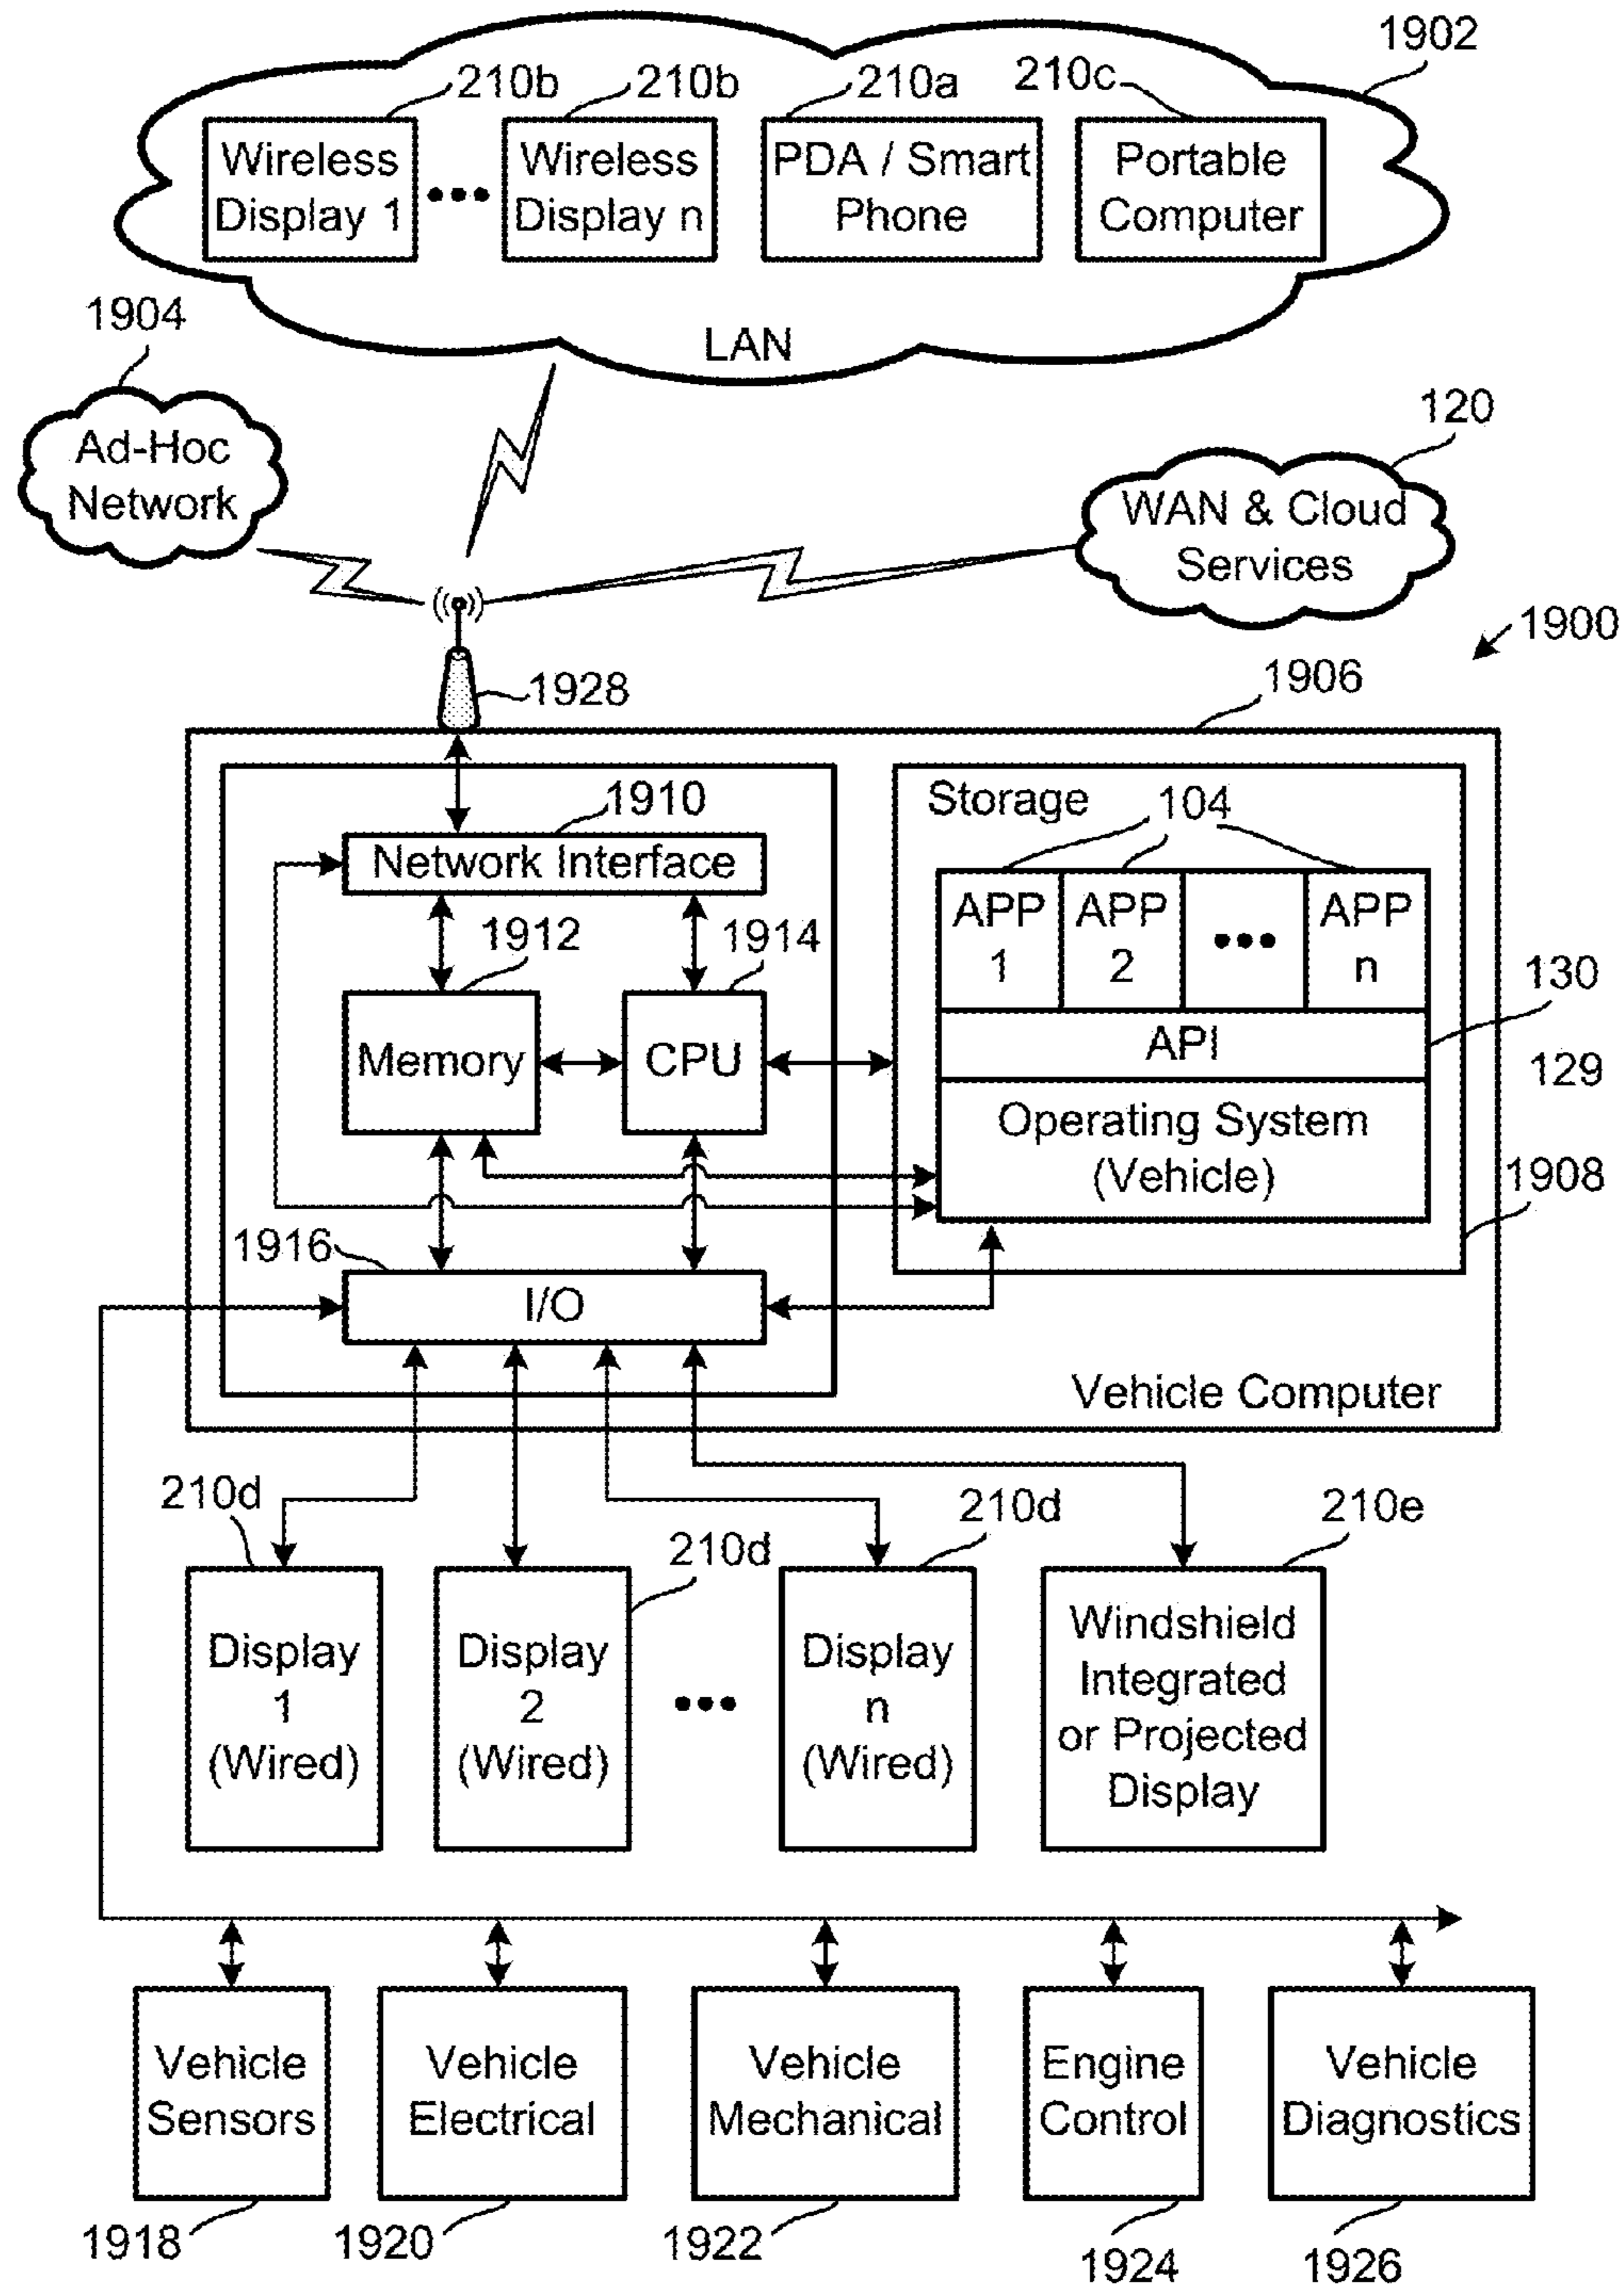 1902
210b
210b
210a
210c
Wireless
Display 1
Wireless
Display n
PDA / Smart
Phone
Portable
Computer
LAN
1904
Ad-Hoc
Network
120
WAN & Cloud
Services
1900
1928
1906
1910
Network Interface
Storage
104
APP
1
APP
2
APP
n
1912
1914
130
Memory
CPU
API
129
Operating System
(Vehicle)
1908
1916
I/O
Vehicle Computer
210d
210d
210d
210e
Display
1
(Wired)
Display
2
(Wired)
Display
n
(Wired)
Windshield
Integrated
or Projected
Display
Vehicle
Sensors
Vehicle
Electrical
Vehicle
Mechanical
Engine
Control
Vehicle
Diagnostics
1918
1920
1922
1924
1926